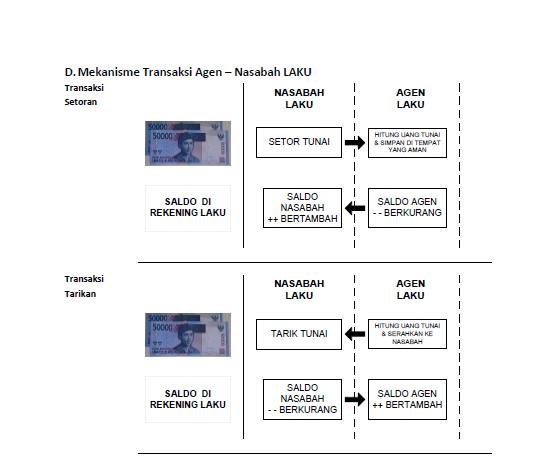 D. Mekanisme Transaksi Agen – Nasabah LAKU
Transaksi
Setoran
NASABAH
LAKU
AGEN
LAKU
50000
50000
SETOR TUNAI
HITUNG UANG TUNAI
& SIMPAN DI TEMPAT
YANG AMAN
SALDO DI
REKENING LAKU
SALDO
NASABAH
++ BERTAMBAH
SALDO AGEN
- - BERKURANG
Transaksi
Tarikan
NASABAH
LAKU
AGEN
LAKU
50000
50000
TARIK TUNAI
HITUNG UANG TUNAI
& SERAHKAN KE
NASABAH
SALDO DI
REKENING LAKU
SALDO
NASABAH
- - BERKURANG
SALDO AGEN
++ BERTAMBAH